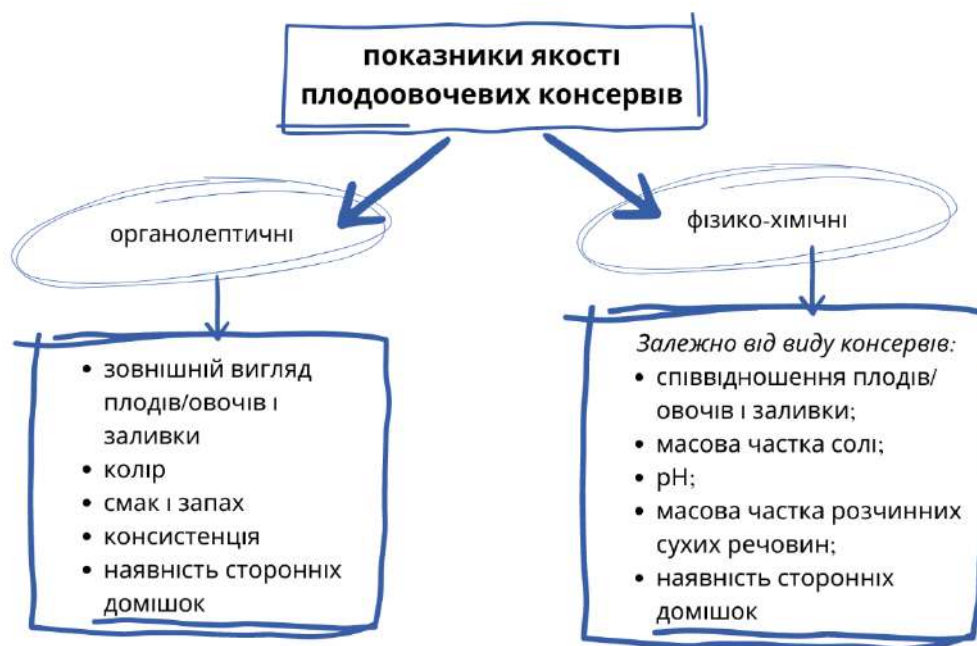 показники якості
плодоовочевих консервів
органолептичні
фізико-хімічні
• зовнішній вигляд
плодів/овочів і
заливки
• колір
• смак і запах
• консистенція
• наявність сторонніх
домішок
Залежно від виду консервів:
• співвідношення плодів/
овочів і заливки;
• масова частка солі;
• pH;
• масова частка розчинних
сухих речовин;
• наявність сторонніх
домішок